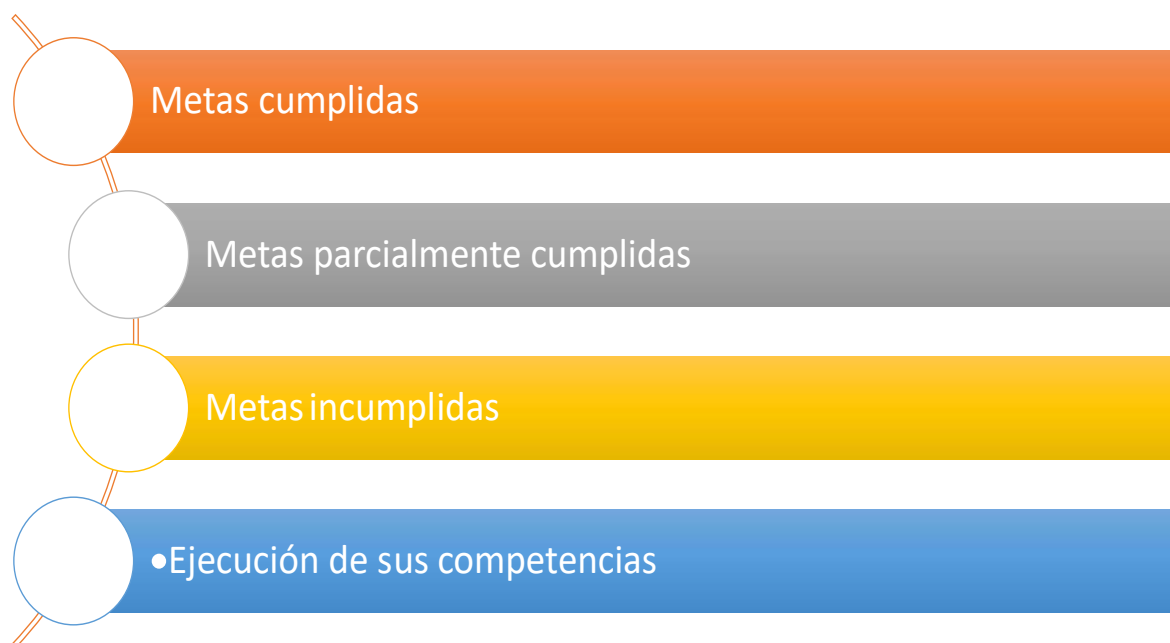 Metas cumplidas
Metas parcialmente cumplidas
Metas incumplidas
•Ejecución de sus competencias